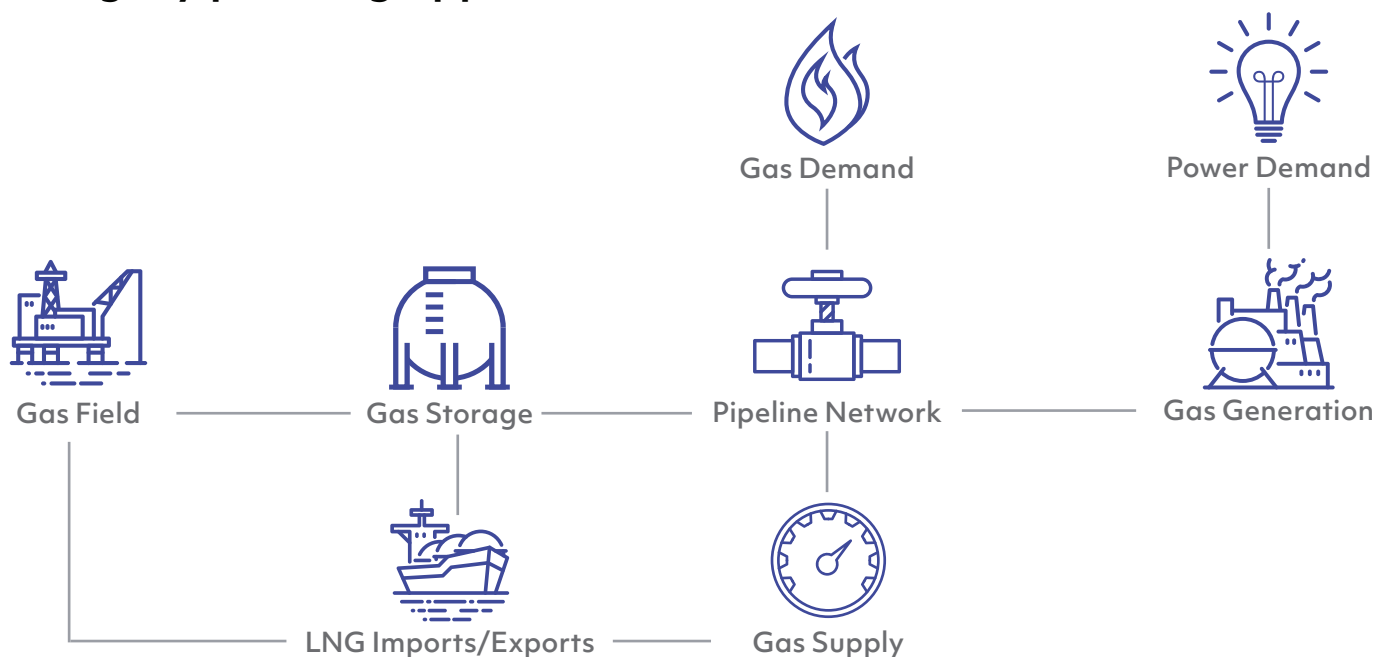 Gas Demand
Power Demand
Gas Field
Gas Storage
Pipeline Network
Gas Generation
LNG Imports/Exports
Gas Supply